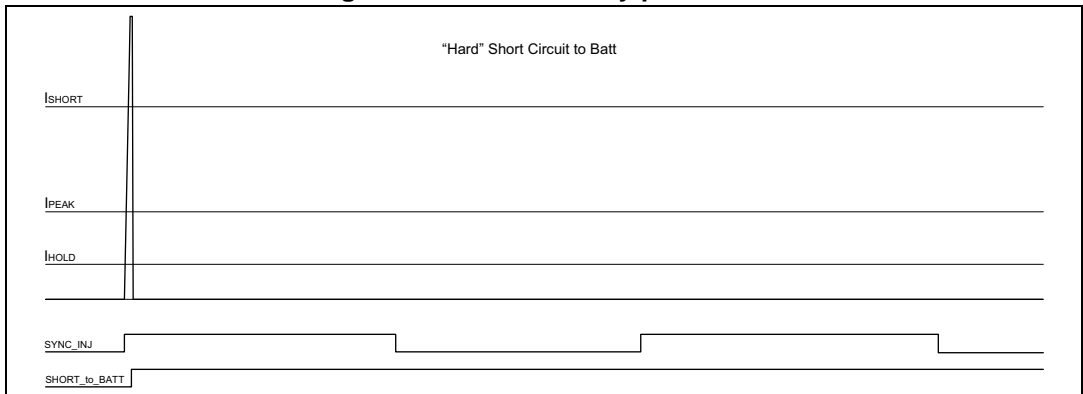 “Hard” Short Circuit to Batt
ISHORT
IPEAK
IHOLD
SYNC_INJ
SHORT_to_BATT